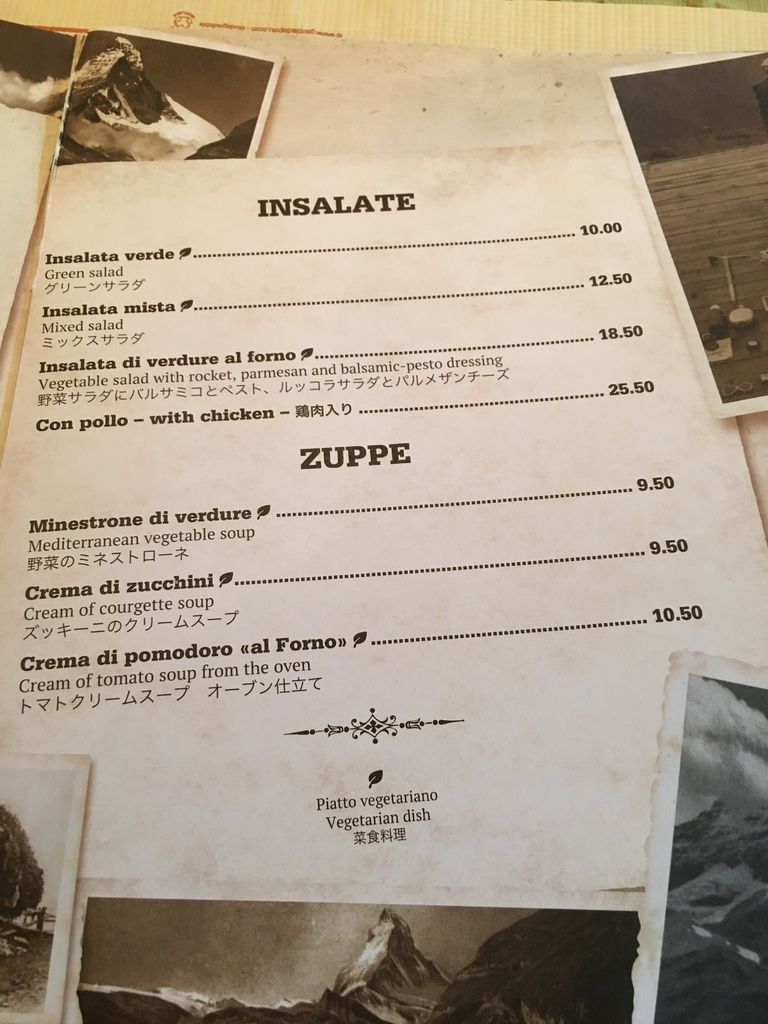 © www.garciadepou.com - Biodegradable
INSALATE
Insalata verde 10.00
Green salad
グリーンサラダ
Insalata mista 12.50
Mixed salad
ミックスサラダ
Insalata di verdure al forno 18.50
Vegetable salad with rocket, parmesan and balsamic-pesto dressing
野菜サラダにバルサミコとペスト、ルッコラサラダとパルメザンチーズ
Con pollo – with chicken – 鶏肉入り 25.50
ZUPPE
Minestrone di verdure 9.50
Mediterranean vegetable soup
野菜のミネストローネ
Crema di zucchini 9.50
Cream of courgette soup
ズッキーニのクリームスープ
Crema di pomodoro «al Forno» 10.50
Cream of tomato soup from the oven
トマトクリームスープ　オーブン仕立て
Piatto vegetariano
Vegetarian dish
菜食料理